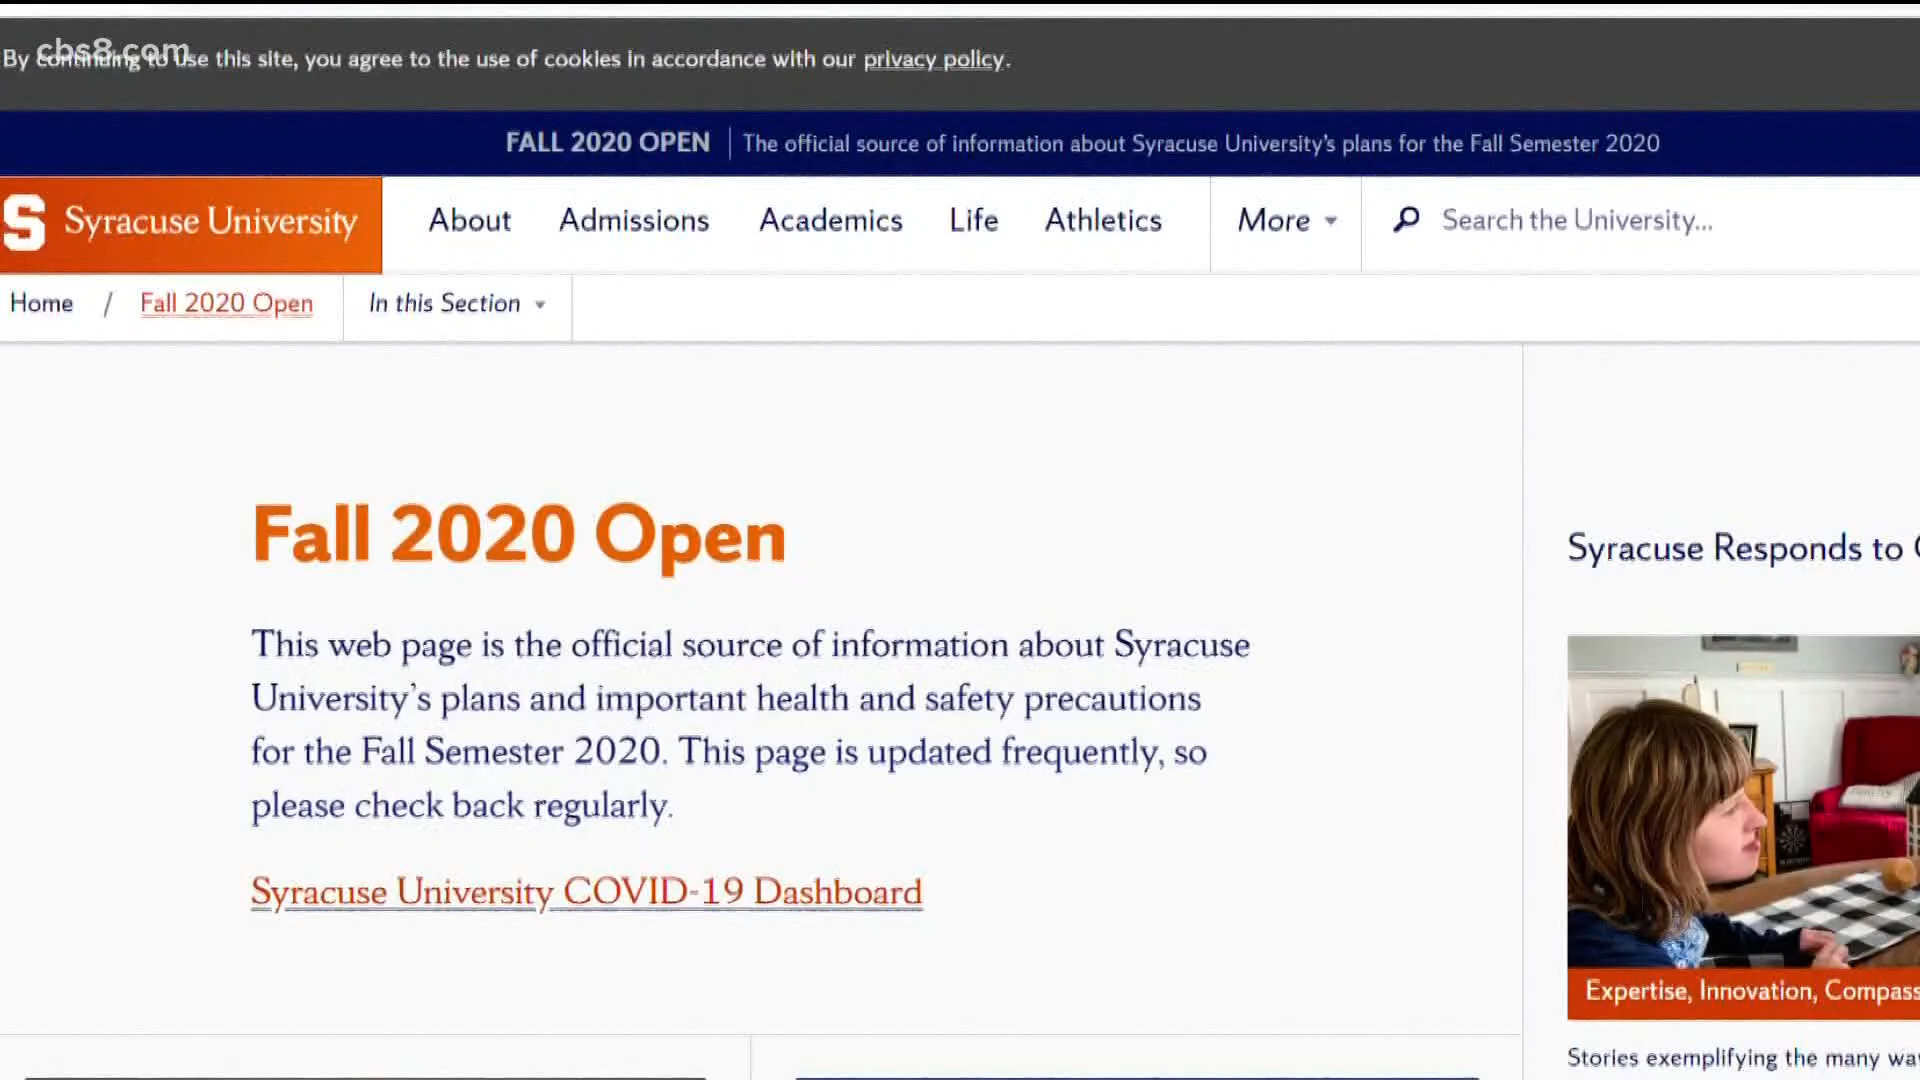 cbs8.com
By continuing to use this site, you agree to the use of cookies in accordance with our privacy policy.
FALL 2020 OPEN The official source of information about Syracuse University's plans for the Fall Semester 2020
S Syracuse University About Admissions Academics Life Athletics More Search the University...
Home / Fall 2020 Open In this Section
Fall 2020 Open
This web page is the official source of information about Syracuse
University's plans and important health and safety precautions
for the Fall Semester 2020. This page is updated frequently, so
please check back regularly.
Syracuse University COVID-19 Dashboard
Syracuse Responds to
Expertise, Innovation, Compass
Stories exemplifying the many wa